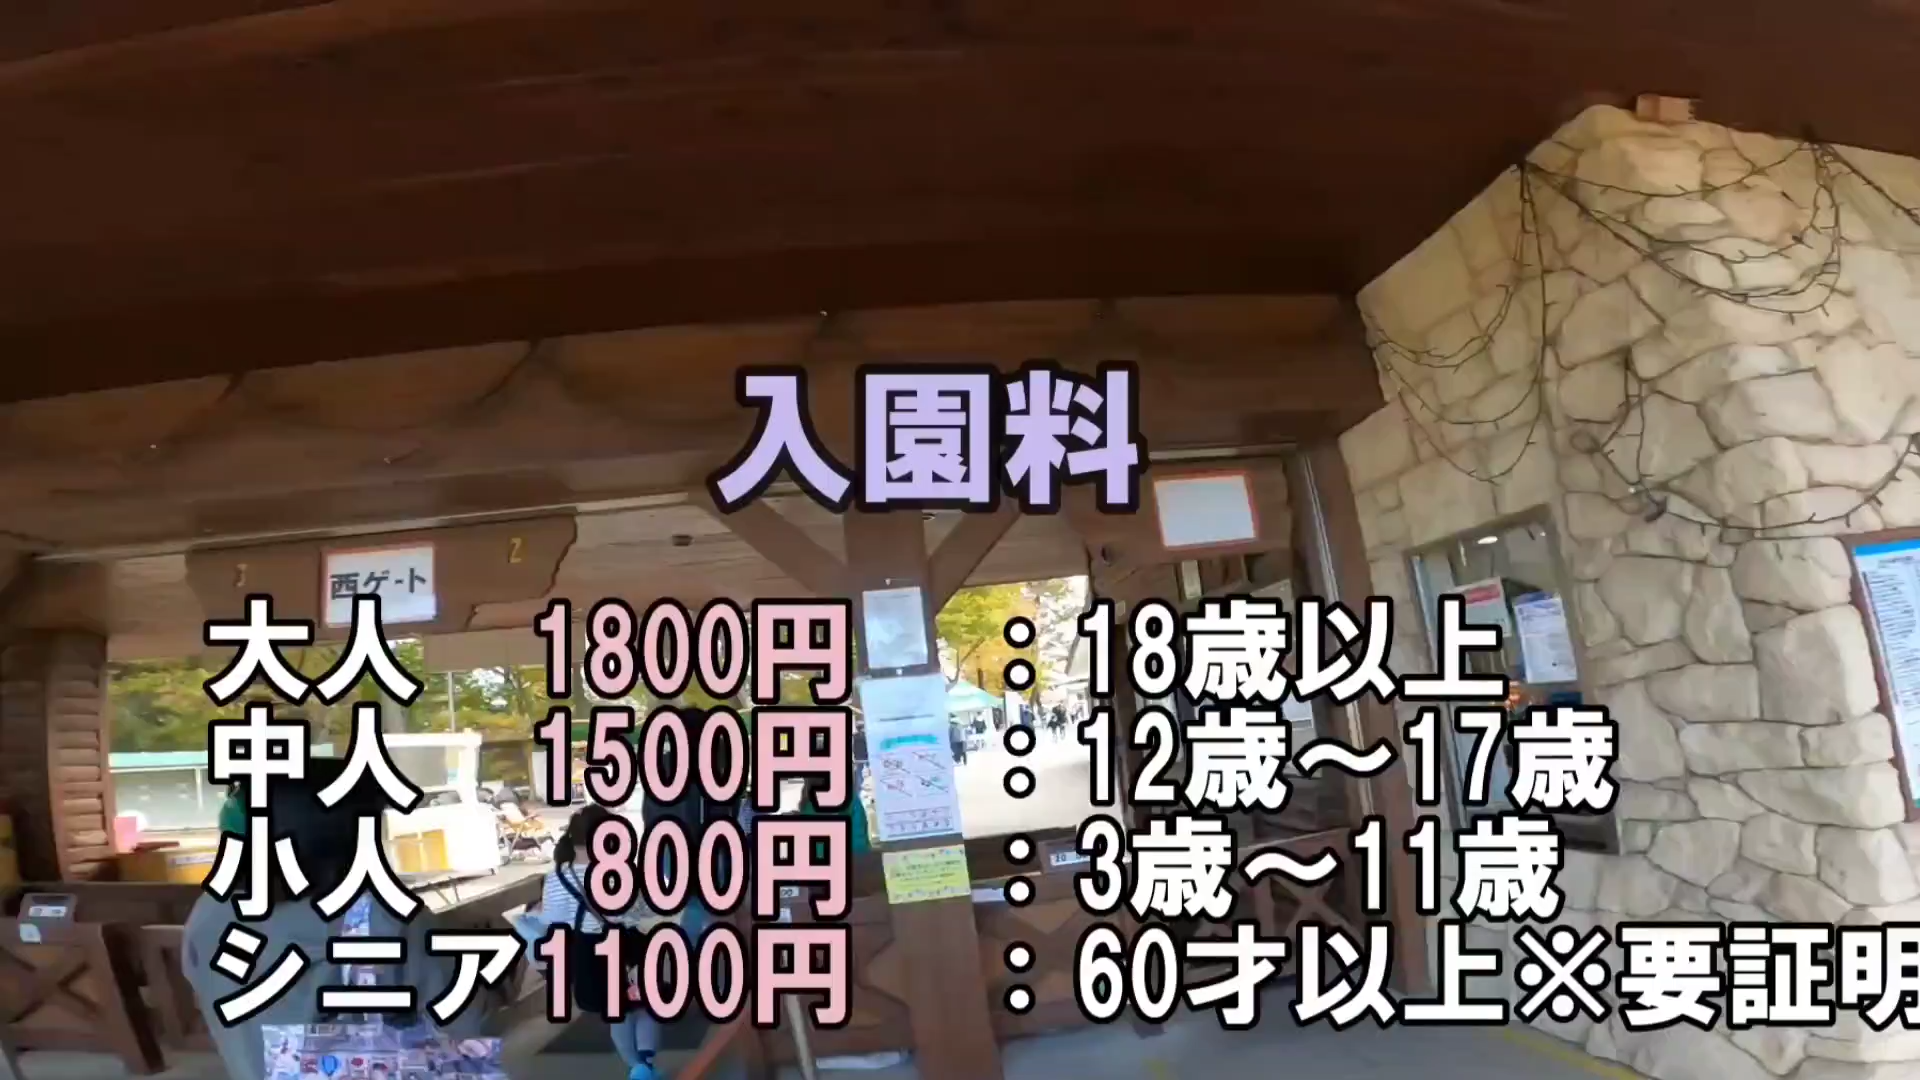 入園料
2
西ゲート
大人 1800円 ：18歳以上
中人 1500円 ：12歳～17歳
小人 800円 ：3歳～11歳
シニア1100円 ：60才以上※要証明